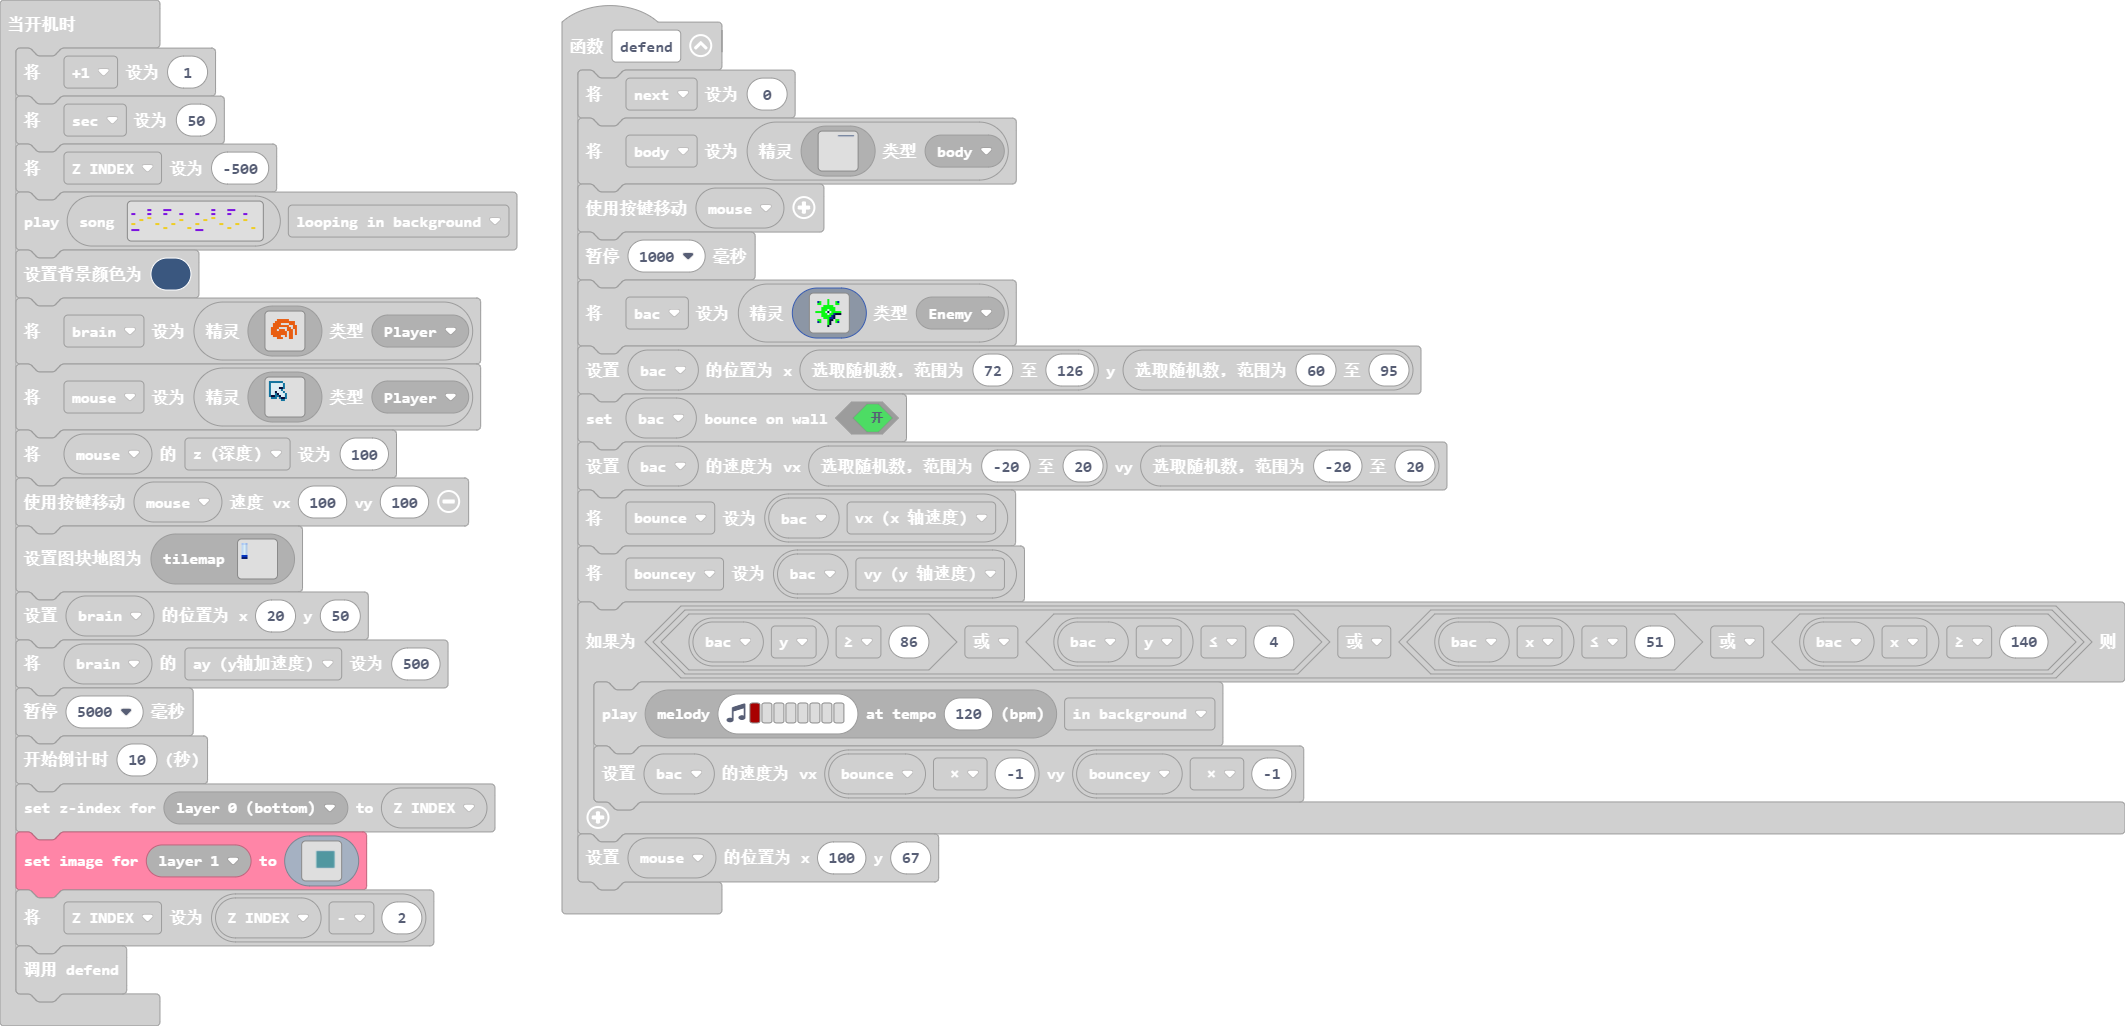 当开机时
将 +1 设为 1
将 sec 设为 50
将 Z INDEX 设为 -500
play song looping in background
设置背景颜色为
将 brain 设为 精灵 类型 Player
将 mouse 设为 精灵 类型 Player
将 mouse 的 z (深度) 设为 100
使用按键移动 mouse 速度 vx 100 vy 100
设置图块地图为 tilemap
设置 brain 的位置为 x 20 y 50
将 brain 的 ay (y轴加速度) 设为 500
暂停 5000 毫秒
开始倒计时 10 (秒)
set z-index for layer 0 (bottom) to Z INDEX
set image for layer 1 to
将 Z INDEX 设为 Z INDEX - 2
调用 defend
函数 defend
将 next 设为 0
将 body 设为 精灵 类型 body
使用按键移动 mouse
暂停 1000 毫秒
将 bac 设为 精灵 类型 Enemy
设置 bac 的位置为 x 选取随机数，范围为 72 至 126 y 选取随机数，范围为 60 至 95
set bac bounce on wall 开
设置 bac 的速度为 vx 选取随机数，范围为 -20 至 20 vy 选取随机数，范围为 -20 至 20
将 bounce 设为 bac vx (x 轴速度)
将 bouncey 设为 bac vy (y 轴速度)
如果为 bac y ≥ 86 或 bac y ≤ 4 或 bac x ≤ 51 或 bac x ≥ 140 则
play melody at tempo 120 (bpm) in background
设置 bac 的速度为 vx bounce × -1 vy bouncey × -1
设置 mouse 的位置为 x 100 y 67